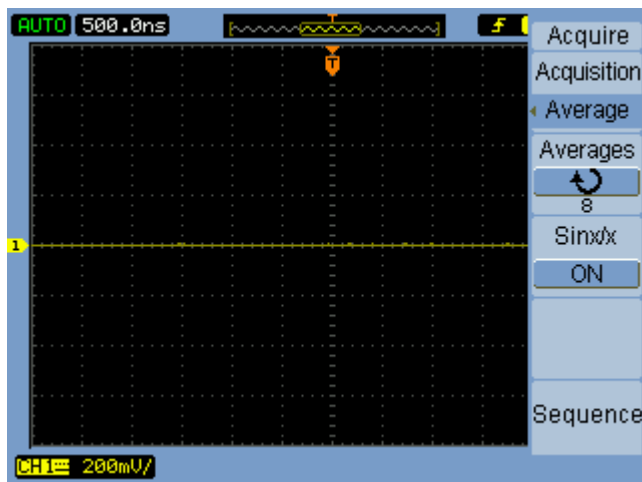 AUTO 500.0ns
T
1
CH1 200mV/
Acquire
Acquisition
Average
Averages
8
Sinx/x
ON
Sequence